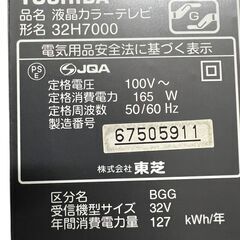 TOSHIBA
品名 液晶カラーテレビ
形名 32H7000
電気用品安全法に基づく表示
PS E JQA
定格電圧 100V～
定格消費電力 165 W
定格周波数 50/60 Hz
製造番号
67505911
株式会社 東芝
区分名 BGG
受信機型サイズ 32V
年間消費電力量 127 kWh/年